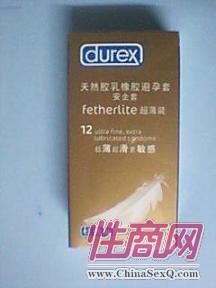 durex
天然胶乳橡胶避孕套
安全套
fetherlite 超薄装
12 ultra fine, extra
lubricated condoms
超薄超滑更敏感
性商网
www.ChinaSexQ.Com